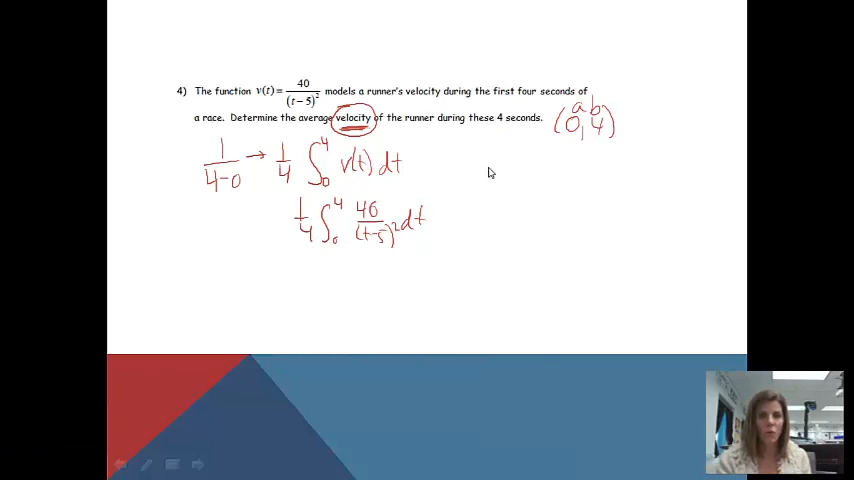 4) The function v(t) = 40/(t-5)² models a runner's velocity during the first four seconds of
a race. Determine the average velocity of the runner during these 4 seconds.
a b
(0, 4)
1/(4-0) → 1/4 ∫₀⁴ v(t) dt
1/4 ∫₀⁴ 40/(t-5)² dt